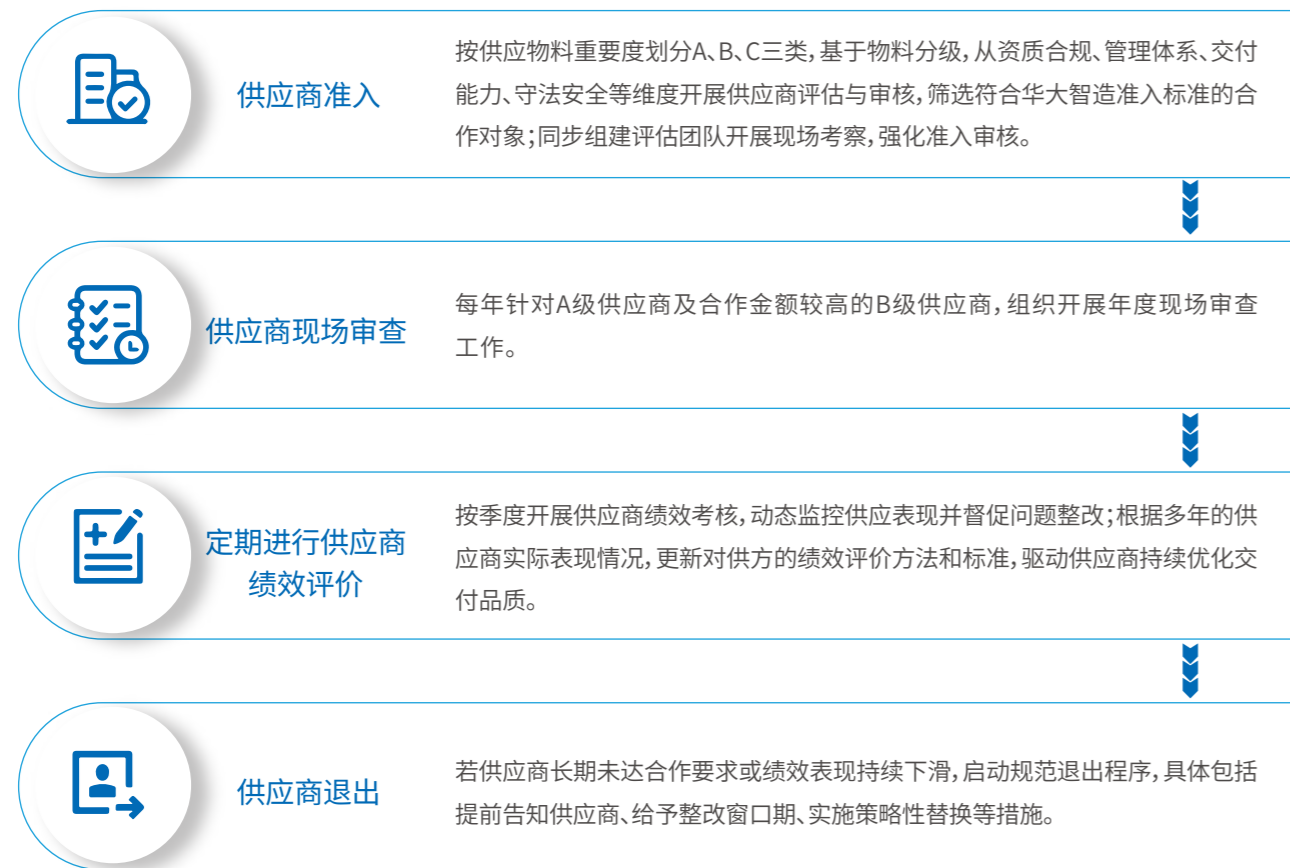 供应商准入
按供应物料重要度划分A、B、C三类，基于物料分级，从资质合规、管理体系、交付
能力、守法安全等维度开展供应商评估与审核，筛选符合华大智造准入标准的合
作对象；同步组建评估团队开展现场考察，强化准入审核。
供应商现场审查
每年针对A级供应商及合作金额较高的B级供应商，组织开展年度现场审查
工作。
定期进行供应商
绩效评价
按季度开展供应商绩效考核，动态监控供应表现并督促问题整改；根据多年的供
应商实际表现情况，更新对供方的绩效评价方法和标准，驱动供应商持续优化交
付品质。
供应商退出
若供应商长期未达合作要求或绩效表现持续下滑，启动规范退出程序，具体包括
提前告知供应商、给予整改窗口期、实施策略性替换等措施。